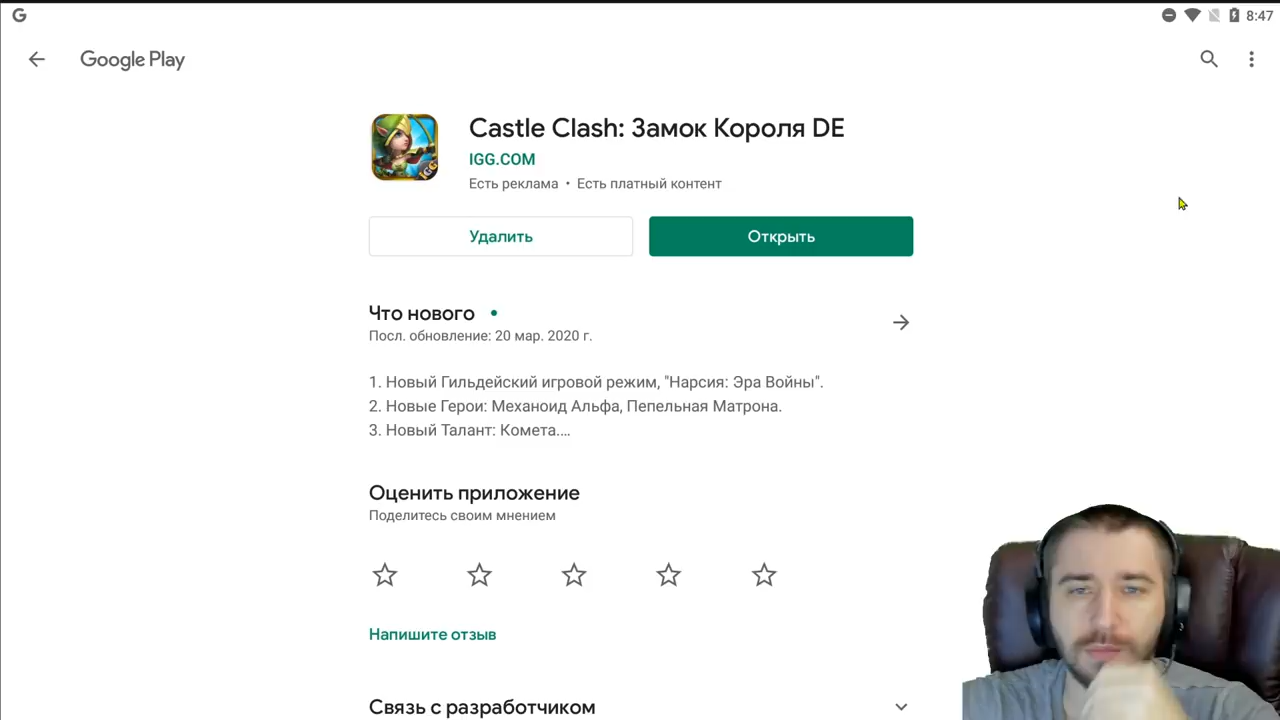 8:47
Google Play
Castle Clash: Замок Короля DE
IGG.COM
Есть реклама • Есть платный контент
Удалить
Открыть
Что нового •
Посл. обновление: 20 мар. 2020 г.
1. Новый Гильдейский игровой режим, "Нарсия: Эра Войны".
2. Новые Герои: Механоид Альфа, Пепельная Матрона.
3. Новый Талант: Комета....
Оценить приложение
Поделитесь своим мнением
Напишите отзыв
Связь с разработчиком